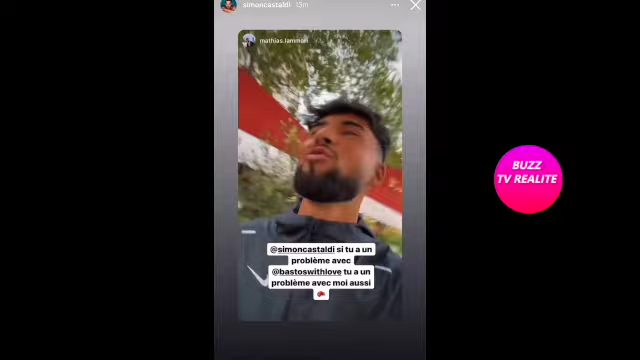 simoncastaldi 13m
mathias.lammon
@simoncastaldi si tu a un
problème avec
@bastoswithlove tu a un
problème avec moi aussi
BUZZ
TV REALITE